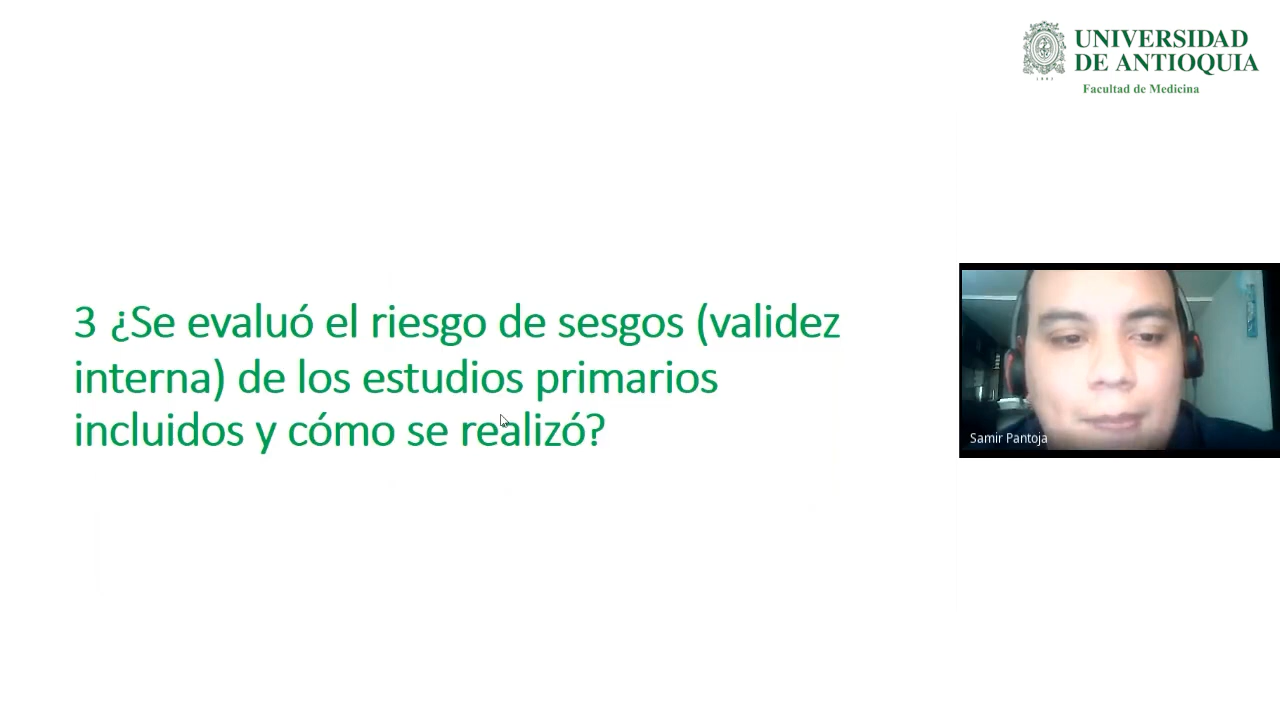 UNIVERSIDAD
DE ANTIOQUIA
Facultad de Medicina
3 ¿Se evaluó el riesgo de sesgos (validez
interna) de los estudios primarios
incluidos y cómo se realizó?
Samir Pantoja